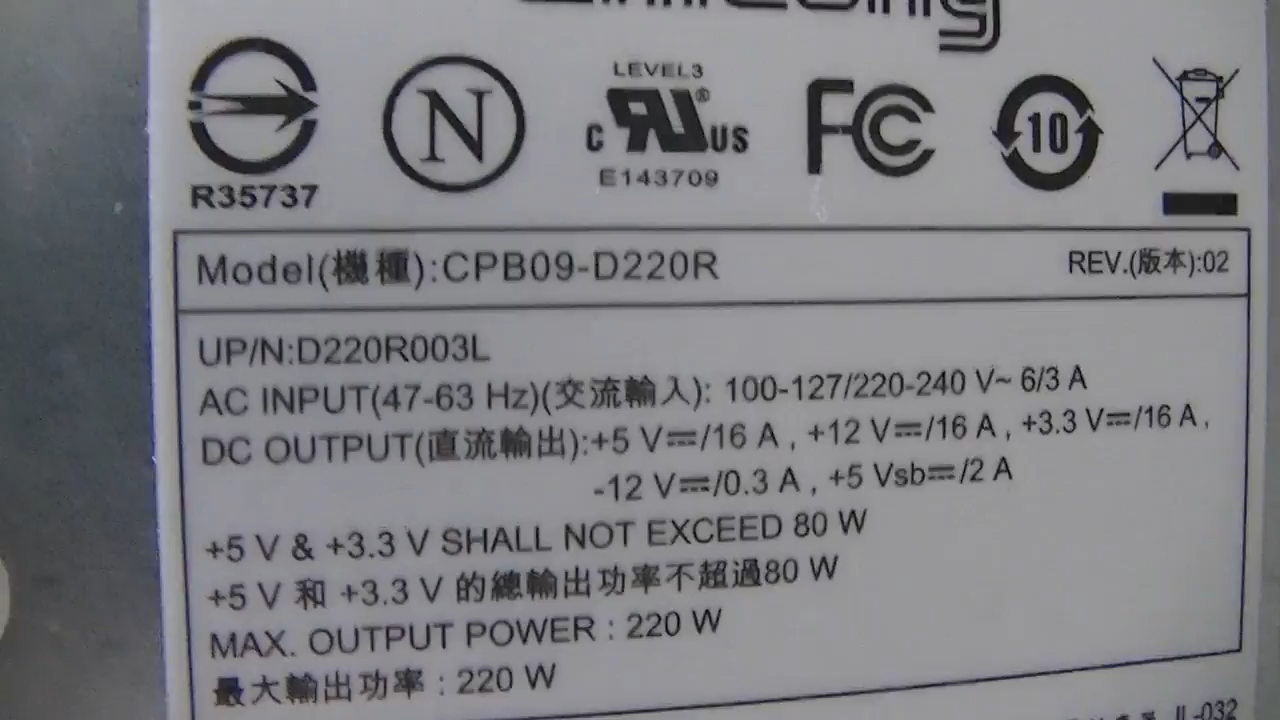 LEVEL3
N
C RU® US
FC
10
E143709
R35737
Model(機種):CPB09-D220R
REV.(版本):02
UP/N:D220R003L
AC INPUT(47-63 Hz)(交流輸入): 100-127/220-240 V~ 6/3 A
DC OUTPUT(直流輸出):+5 V⎓/16 A , +12 V⎓/16 A , +3.3 V⎓/16 A ,
-12 V⎓/0.3 A , +5 Vsb⎓/2 A
+5 V & +3.3 V SHALL NOT EXCEED 80 W
+5 V 和 +3.3 V 的總輸出功率不超過80 W
MAX. OUTPUT POWER : 220 W
最大輸出功率 : 220 W
JL-032